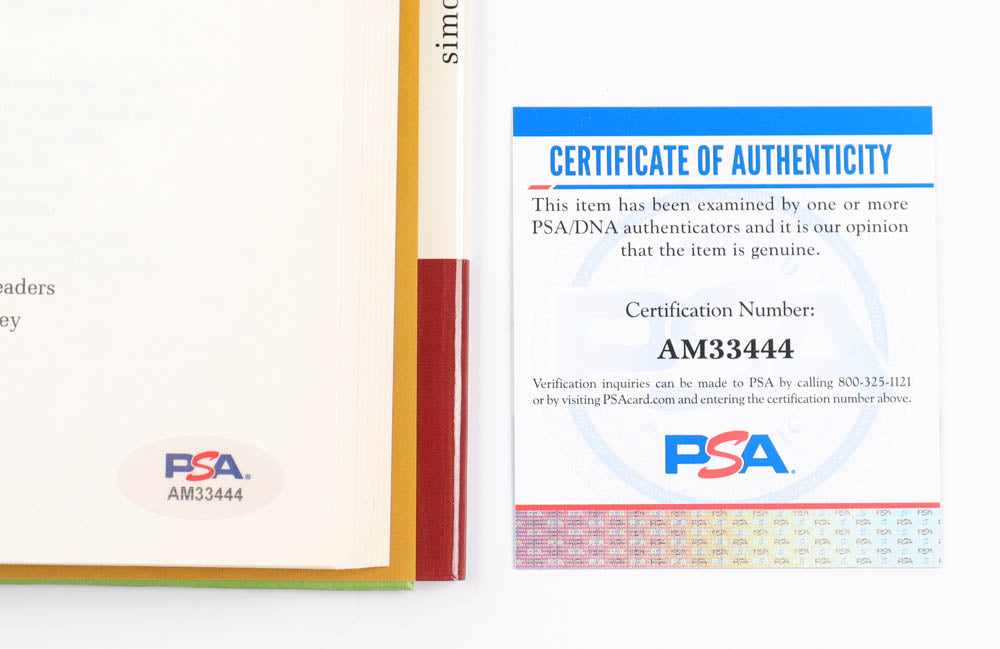 simo
eaders
ey
PSA
AM33444
CERTIFICATE OF AUTHENTICITY
This item has been examined by one or more
PSA/DNA authenticators and it is our opinion
that the item is genuine.
Certification Number:
AM33444
Verification inquiries can be made to PSA by calling 800-325-1121
or by visiting PSAcard.com and entering the certification number above.
PSA